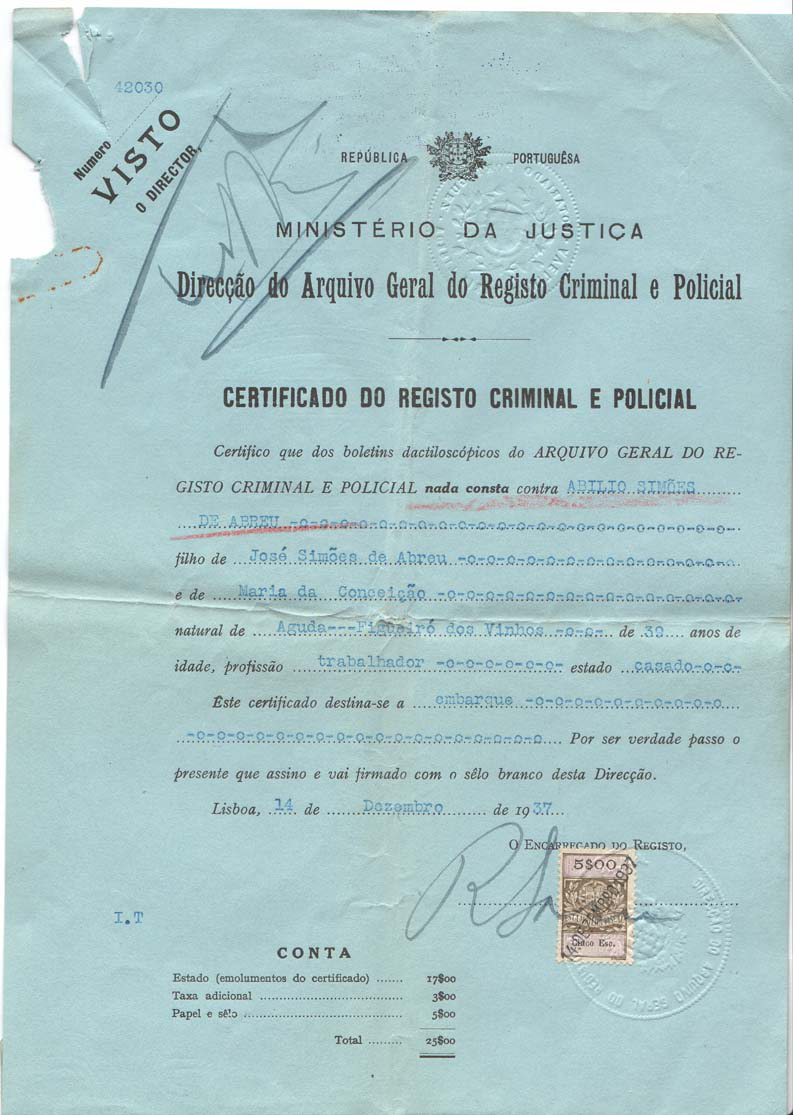 42030
Numero
VISTO
O DIRECTOR,
REPÚBLICA PORTUGUÊSA
MINISTÉRIO DA JUSTIÇA
Direcção do Arquivo Geral do Registo Criminal e Policial
CERTIFICADO DO REGISTO CRIMINAL E POLICIAL
Certifico que dos boletins dactiloscópicos do ARQUIVO GERAL DO RE-
GISTO CRIMINAL E POLICIAL nada consta contra ABILIO SIMÕES
DE ABREU -o-o-o-o-o-o-o-o-o-o-o-o-o-o-o-o-o-o-o-o-o-o-
filho de José Simões de Abreu -o-o-o-o-o-o-o-o-o-o-o-o-o-o-
e de Maria da Conceição -o-o-o-o-o-o-o-o-o-o-o-o-o-o-o-
natural de Aguda---Figueiró dos Vinhos -o-o- de 30 anos de
idade, profissão trabalhador -o-o-o-o-o-o- estado casado-o-o-
Êste certificado destina-se a embarque -o-o-o-o-o-o-o-o-o-o
-o-o-o-o-o-o-o-o-o-o-o-o-o-o-o-o-o-o Por ser verdade passo o
presente que assino e vai firmado com o sêlo branco desta Direcção.
Lisboa, 14 de Dezembro de 1937
O ENCARREGADO DO REGISTO,
5$00
Cinco Esc.
I.T
CONTA
Estado (emolumentos do certificado) ...... 17$00
Taxa adicional ........................ 3$00
Papel e sêlo ........................... 5$00
Total ......... 25$00